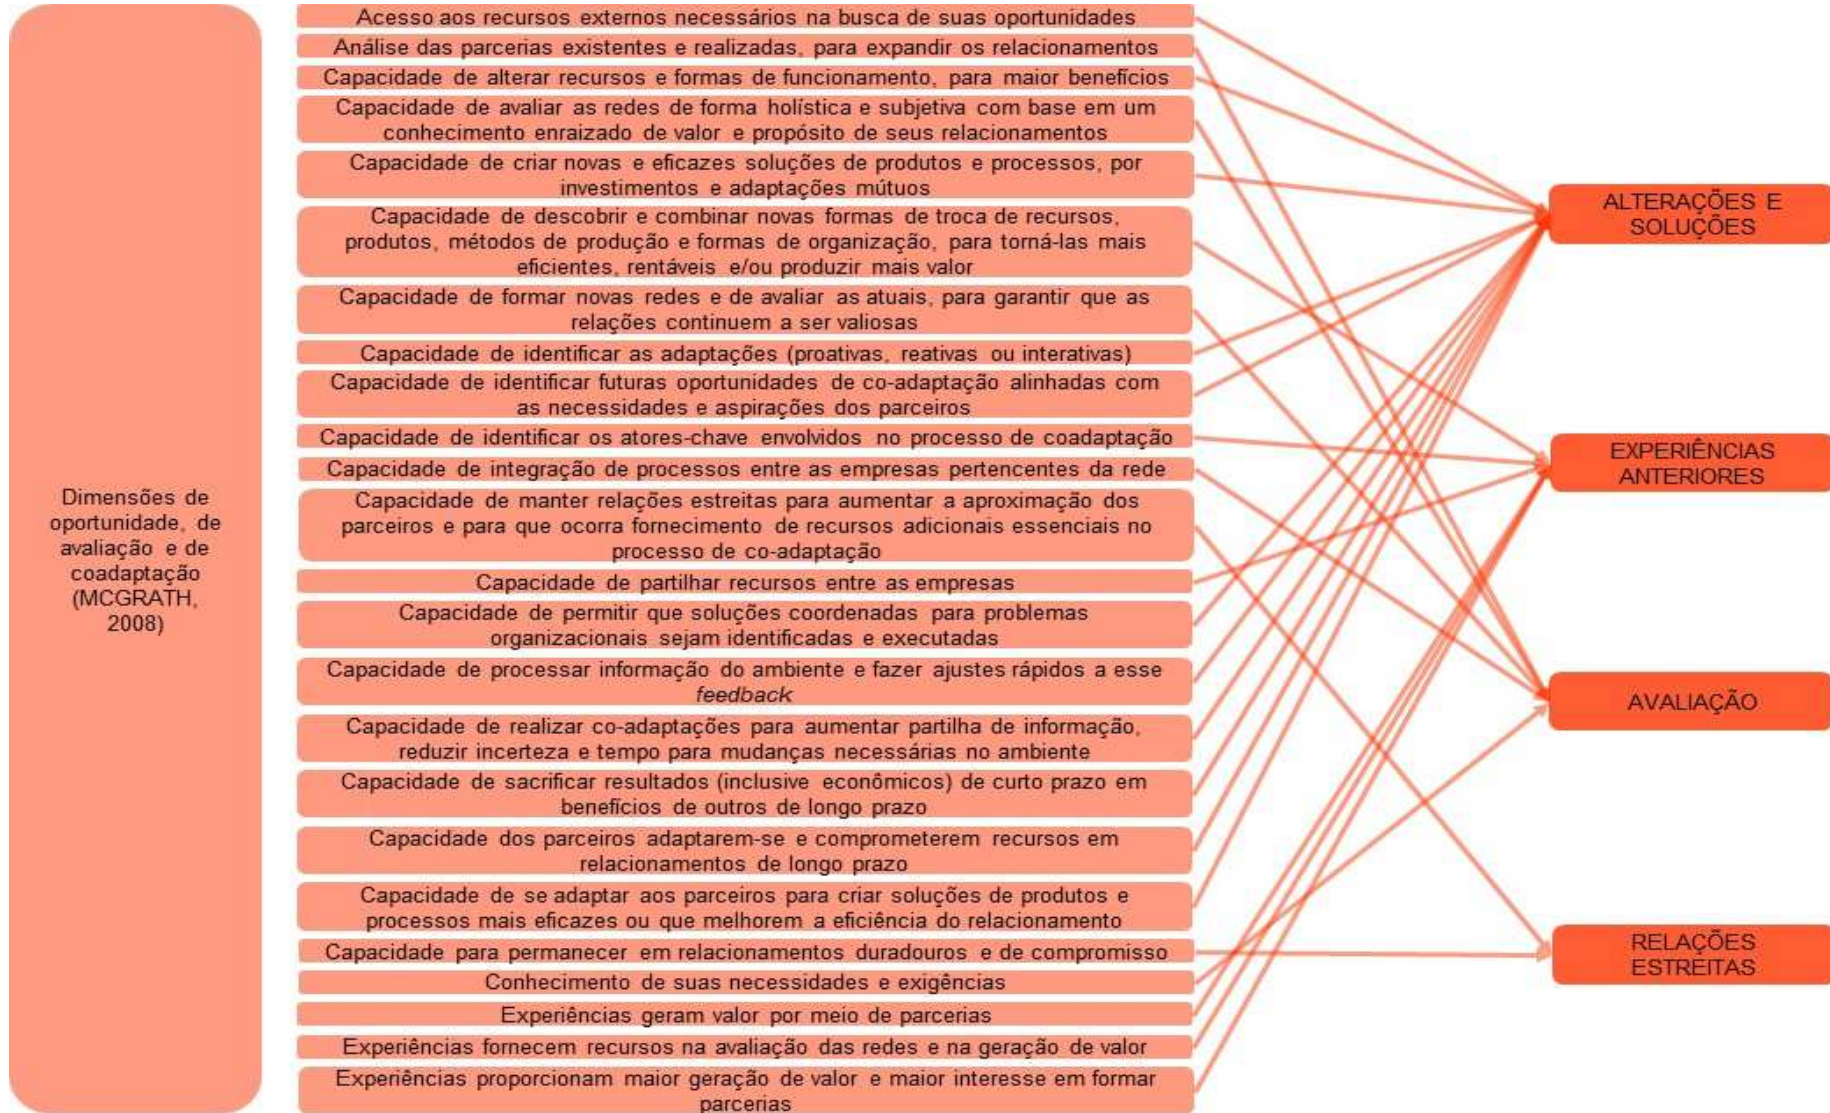 Dimensões de
oportunidade, de
avaliação e de
coadaptação
(MCGRATH,
2008)
Acesso aos recursos externos necessários na busca de suas oportunidades
Análise das parcerias existentes e realizadas, para expandir os relacionamentos
Capacidade de alterar recursos e formas de funcionamento, para maior benefícios
Capacidade de avaliar as redes de forma holística e subjetiva com base em um
conhecimento enraizado de valor e propósito de seus relacionamentos
Capacidade de criar novas e eficazes soluções de produtos e processos, por
investimentos e adaptações mútuos
Capacidade de descobrir e combinar novas formas de troca de recursos,
produtos, métodos de produção e formas de organização, para torná-las mais
eficientes, rentáveis e/ou produzir mais valor
Capacidade de formar novas redes e de avaliar as atuais, para garantir que as
relações continuem a ser valiosas
Capacidade de identificar as adaptações (proativas, reativas ou interativas)
Capacidade de identificar futuras oportunidades de co-adaptação alinhadas com
as necessidades e aspirações dos parceiros
Capacidade de identificar os atores-chave envolvidos no processo de coadaptação
Capacidade de integração de processos entre as empresas pertencentes da rede
Capacidade de manter relações estreitas para aumentar a aproximação dos
parceiros e para que ocorra fornecimento de recursos adicionais essenciais no
processo de co-adaptação
Capacidade de partilhar recursos entre as empresas
Capacidade de permitir que soluções coordenadas para problemas
organizacionais sejam identificadas e executadas
Capacidade de processar informação do ambiente e fazer ajustes rápidos a esse
feedback
Capacidade de realizar co-adaptações para aumentar partilha de informação,
reduzir incerteza e tempo para mudanças necessárias no ambiente
Capacidade de sacrificar resultados (inclusive econômicos) de curto prazo em
benefícios de outros de longo prazo
Capacidade dos parceiros adaptarem-se e comprometerem recursos em
relacionamentos de longo prazo
Capacidade de se adaptar aos parceiros para criar soluções de produtos e
processos mais eficazes ou que melhorem a eficiência do relacionamento
Capacidade para permanecer em relacionamentos duradouros e de compromisso
Conhecimento de suas necessidades e exigências
Experiências geram valor por meio de parcerias
Experiências fornecem recursos na avaliação das redes e na geração de valor
Experiências proporcionam maior geração de valor e maior interesse em formar
parcerias
ALTERAÇÕES E
SOLUÇÕES
EXPERIÊNCIAS
ANTERIORES
AVALIAÇÃO
RELAÇÕES
ESTREITAS